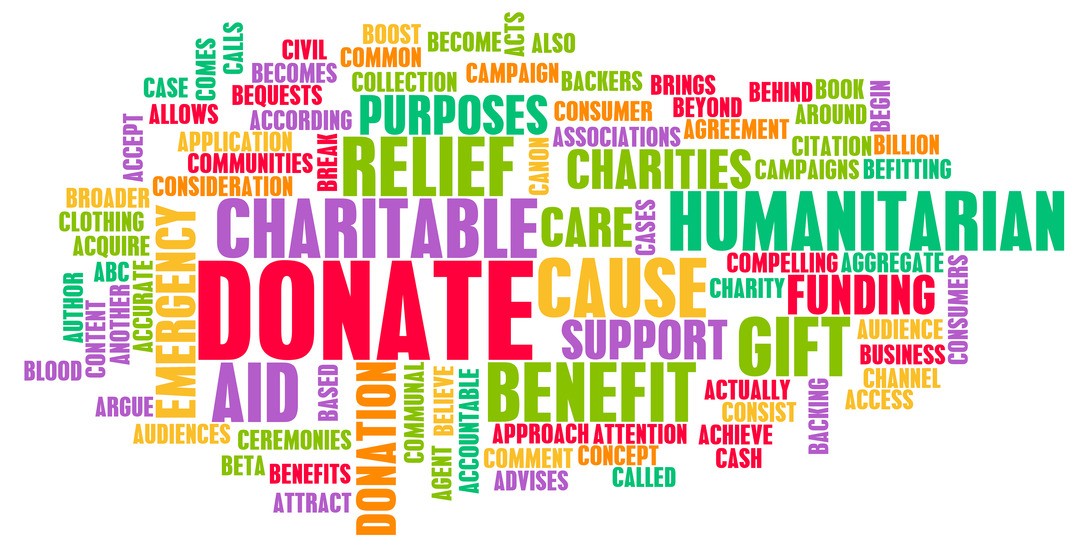 BOOST
BECOME
ACTS
ALSO
CALLS
COMES
CIVIL
COMMON
BECOMES
COLLECTION
CAMPAIGN
BACKERS
BRINGS
CASE
BEQUESTS
BEHIND
BOOK
BEGIN
ALLOWS
ACCORDING
PURPOSES
CONSUMER
BEYOND
AROUND
ACCEPT
APPLICATION
BREAK
CANON
ASSOCIATIONS
AGREEMENT
CITATION
BILLION
COMMUNITIES
RELIEF
CHARITIES
CAMPAIGNS
BEFITTING
BROADER
CONSIDERATION
CLOTHING
EMERGENCY
CHARITABLE
CARE
CASES
HUMANITARIAN
ACQUIRE
ABC
ACCURATE
COMPELLING
AGGREGATE
CONSUMERS
AUTHOR
CONTENT
ANOTHER
DONATE
CAUSE
CHARITY
FUNDING
SUPPORT
GIFT
AUDIENCE
BUSINESS
BLOOD
AID
BASED
DONATION
COMMUNAL
BELIEVE
ACCOUNTABLE
BENEFIT
ACTUALLY
BACKING
CHANNEL
ARGUE
CONSIST
ACCESS
AUDIENCES
CEREMONIES
APPROACH
ATTENTION
ACHIEVE
BETA
BENEFITS
AGENT
COMMENT
CONCEPT
CASH
ATTRACT
ADVISES
CALLED